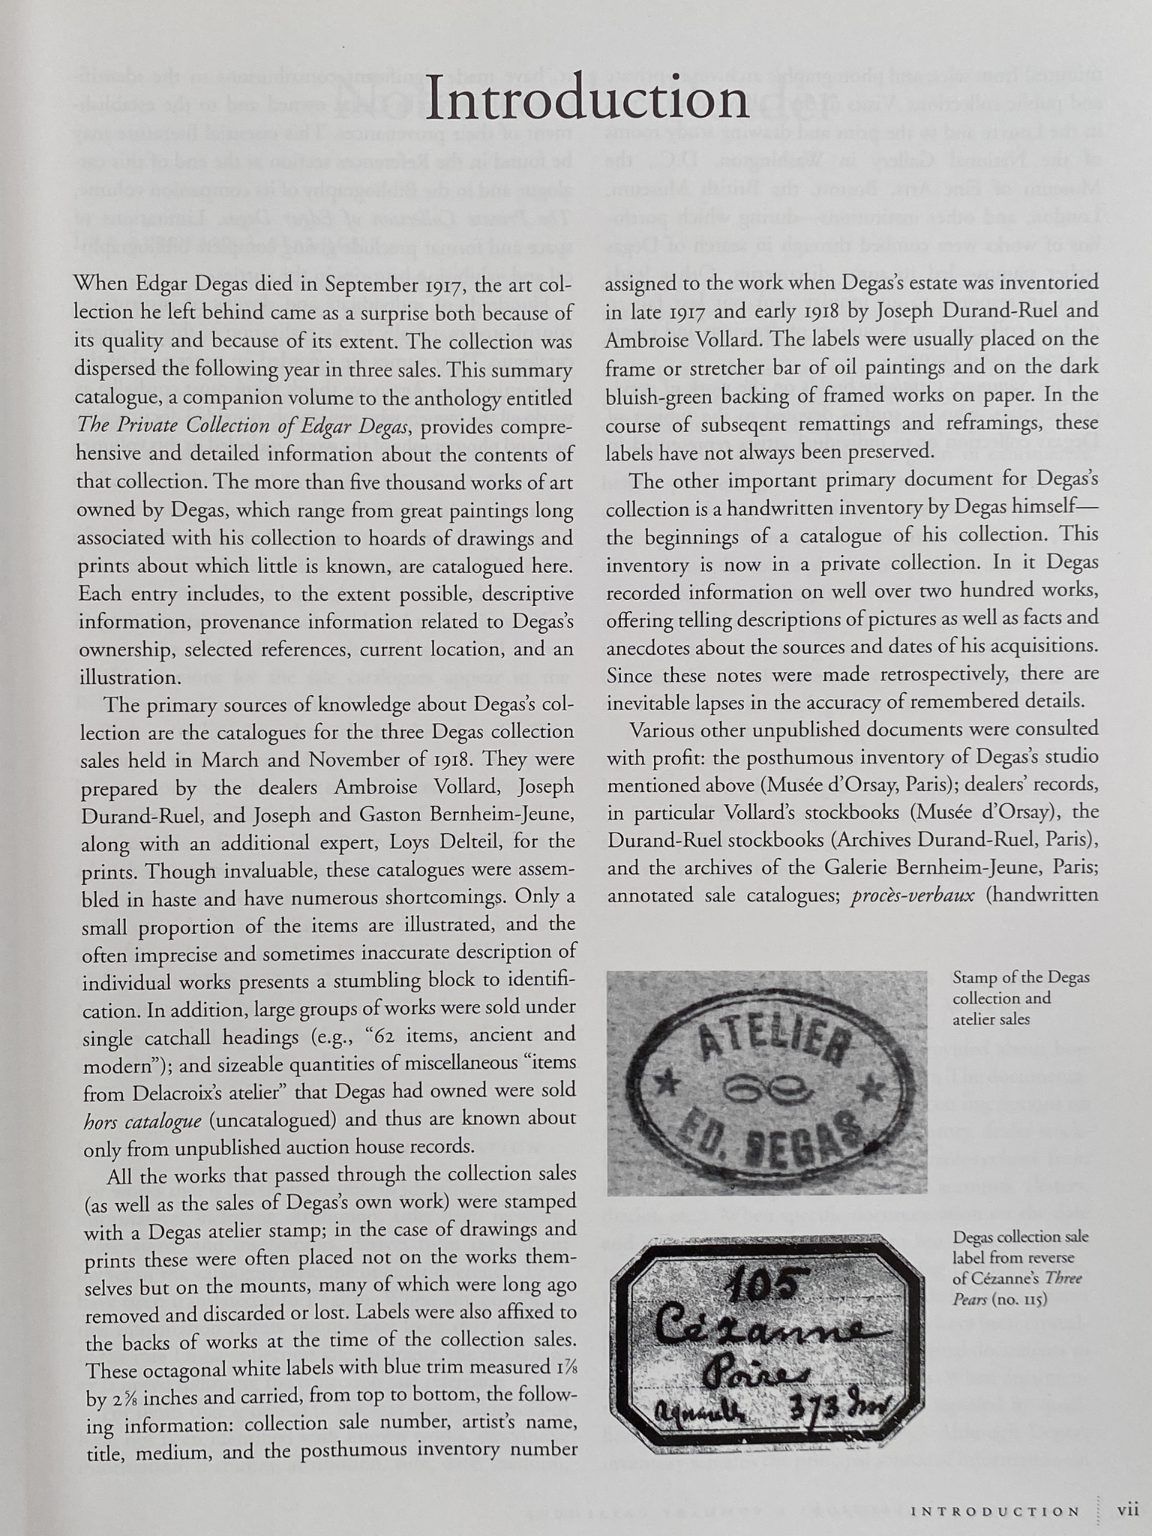 Introduction
When Edgar Degas died in September 1917, the art col-
lection he left behind came as a surprise both because of
its quality and because of its extent. The collection was
dispersed the following year in three sales. This summary
catalogue, a companion volume to the anthology entitled
The Private Collection of Edgar Degas, provides compre-
hensive and detailed information about the contents of
that collection. The more than five thousand works of art
owned by Degas, which range from great paintings long
associated with his collection to hoards of drawings and
prints about which little is known, are catalogued here.
Each entry includes, to the extent possible, descriptive
information, provenance information related to Degas's
ownership, selected references, current location, and an
illustration.
The primary sources of knowledge about Degas's col-
lection are the catalogues for the three Degas collection
sales held in March and November of 1918. They were
prepared by the dealers Ambroise Vollard, Joseph
Durand-Ruel, and Joseph and Gaston Bernheim-Jeune,
along with an additional expert, Loys Delteil, for the
prints. Though invaluable, these catalogues were assem-
bled in haste and have numerous shortcomings. Only a
small proportion of the items are illustrated, and the
often imprecise and sometimes inaccurate description of
individual works presents a stumbling block to identifi-
cation. In addition, large groups of works were sold under
single catchall headings (e.g., “62 items, ancient and
modern”); and sizeable quantities of miscellaneous “items
from Delacroix's atelier” that Degas had owned were sold
hors catalogue (uncatalogued) and thus are known about
only from unpublished auction house records.
All the works that passed through the collection sales
(as well as the sales of Degas's own work) were stamped
with a Degas atelier stamp; in the case of drawings and
prints these were often placed not on the works them-
selves but on the mounts, many of which were long ago
removed and discarded or lost. Labels were also affixed to
the backs of works at the time of the collection sales.
These octagonal white labels with blue trim measured 1⅞
by 2⅝ inches and carried, from top to bottom, the follow-
ing information: collection sale number, artist's name,
title, medium, and the posthumous inventory number
assigned to the work when Degas's estate was inventoried
in late 1917 and early 1918 by Joseph Durand-Ruel and
Ambroise Vollard. The labels were usually placed on the
frame or stretcher bar of oil paintings and on the dark
bluish-green backing of framed works on paper. In the
course of subseqent remattings and reframings, these
labels have not always been preserved.
The other important primary document for Degas's
collection is a handwritten inventory by Degas himself—
the beginnings of a catalogue of his collection. This
inventory is now in a private collection. In it Degas
recorded information on well over two hundred works,
offering telling descriptions of pictures as well as facts and
anecdotes about the sources and dates of his acquisitions.
Since these notes were made retrospectively, there are
inevitable lapses in the accuracy of remembered details.
Various other unpublished documents were consulted
with profit: the posthumous inventory of Degas's studio
mentioned above (Musée d'Orsay, Paris); dealers' records,
in particular Vollard's stockbooks (Musée d'Orsay), the
Durand-Ruel stockbooks (Archives Durand-Ruel, Paris),
and the archives of the Galerie Bernheim-Jeune, Paris;
annotated sale catalogues; procès-verbaux (handwritten
ATELIER
ED. DEGAS
Stamp of the Degas
collection and
atelier sales
105
Cézanne
Poires
Aquarelle 373 Inv
Degas collection sale
label from reverse
of Cézanne's Three
Pears (no. 115)
INTRODUCTION vii